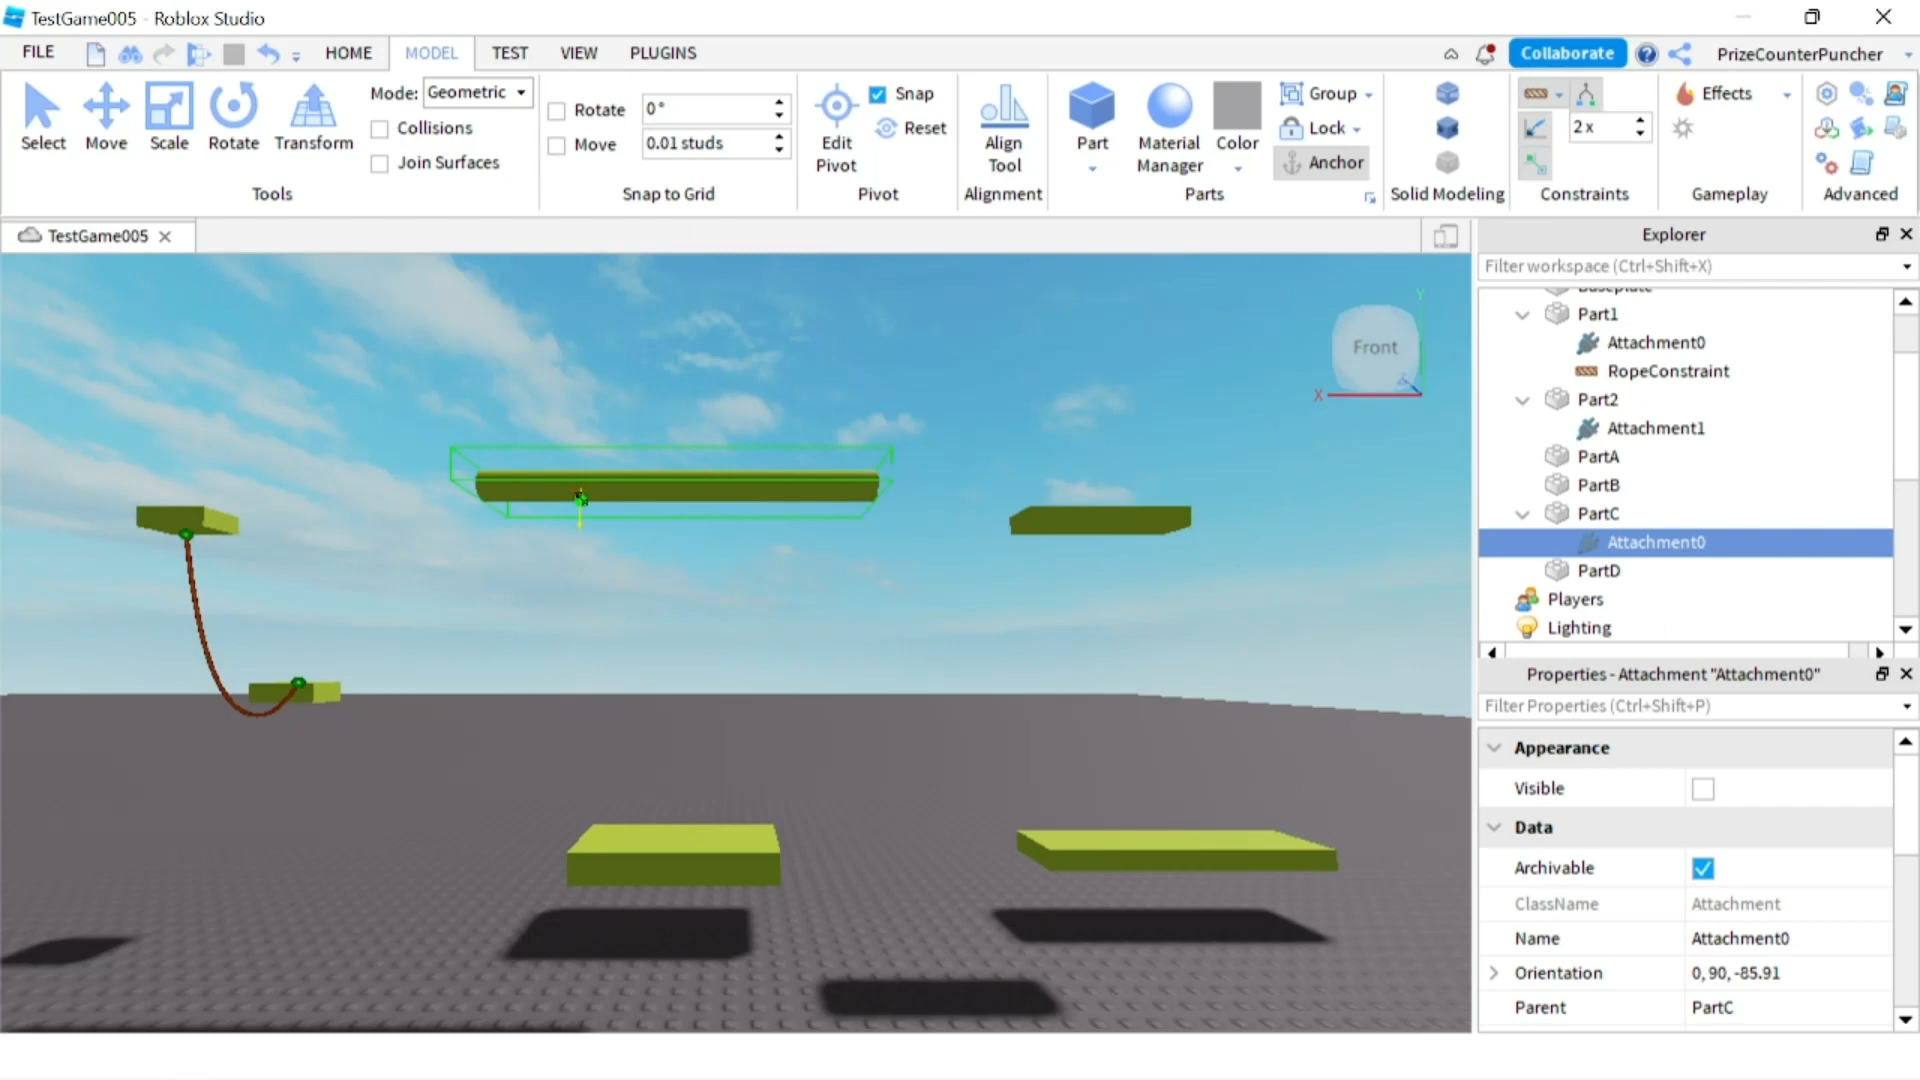 TestGame005 - Roblox Studio
FILE HOME MODEL TEST VIEW PLUGINS Collaborate PrizeCounterPuncher
Select Move Scale Rotate Transform
Mode: Geometric
Collisions
Join Surfaces
Tools
Rotate 0°
Move 0.01 studs
Snap to Grid
Edit Pivot
Snap
Reset
Pivot
Align Tool
Alignment
Part
Material Manager
Color
Group
Lock
Anchor
Parts
Solid Modeling
2x
Constraints
Effects
Gameplay
Advanced
TestGame005
Front
X
Y
Explorer
Filter workspace (Ctrl+Shift+X)
Part1
Attachment0
RopeConstraint
Part2
Attachment1
PartA
PartB
PartC
Attachment0
PartD
Players
Lighting
Properties - Attachment "Attachment0"
Filter Properties (Ctrl+Shift+P)
Appearance
Visible
Data
Archivable
ClassName Attachment
Name Attachment0
Orientation 0, 90, -85.91
Parent PartC